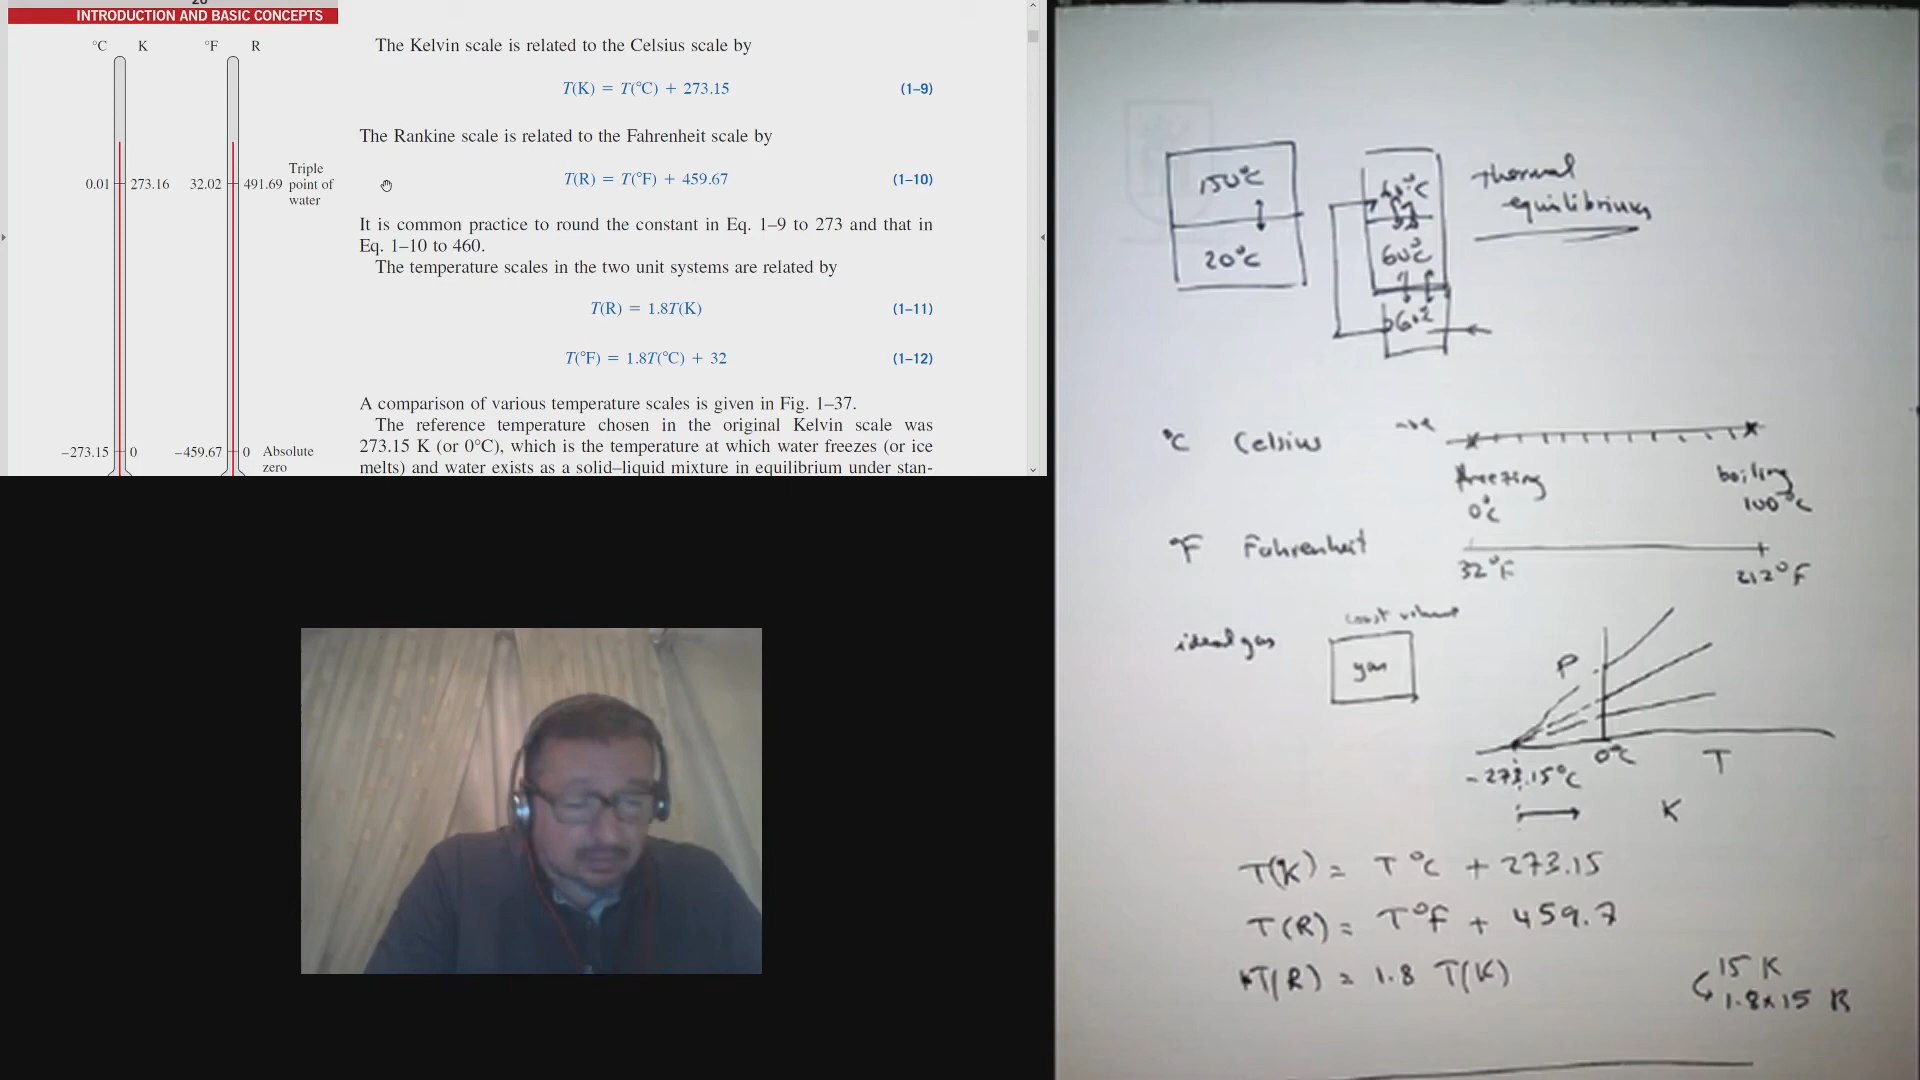 20
INTRODUCTION AND BASIC CONCEPTS
°C K °F R
0.01 273.16 32.02 491.69 Triple
point of
water
−273.15 0 −459.67 0 Absolute
zero
The Kelvin scale is related to the Celsius scale by
T(K) = T(°C) + 273.15 (1–9)
The Rankine scale is related to the Fahrenheit scale by
T(R) = T(°F) + 459.67 (1–10)
It is common practice to round the constant in Eq. 1–9 to 273 and that in
Eq. 1–10 to 460.
The temperature scales in the two unit systems are related by
T(R) = 1.8T(K) (1–11)
T(°F) = 1.8T(°C) + 32 (1–12)
A comparison of various temperature scales is given in Fig. 1–37.
The reference temperature chosen in the original Kelvin scale was
273.15 K (or 0°C), which is the temperature at which water freezes (or ice
melts) and water exists as a solid–liquid mixture in equilibrium under stan-
150°C
20°C
60°C
60°C
thermal
equilibrium
°C Celsius -ve
freezing boiling
0°C 100°C
°F Fahrenheit
32°F 212°F
const volume
ideal gas gas P
0°C T
-273.15°C
K
T(K) = T°C + 273.15
T(R) = T°F + 459.7
T(R) = 1.8 T(K)
15 K
1.8×15 R